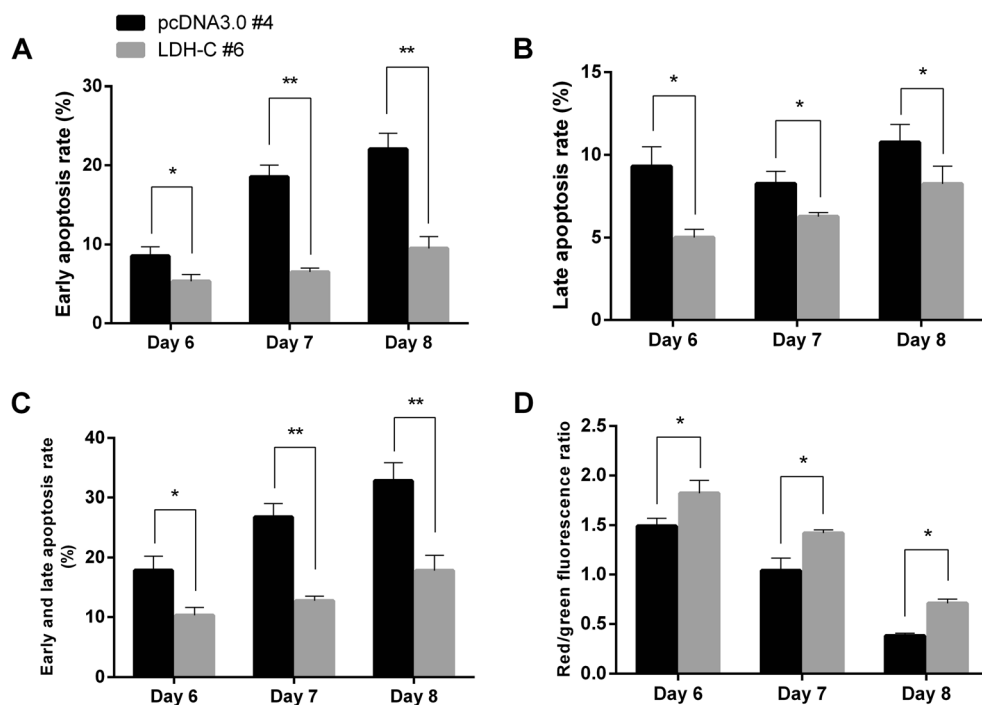 pcDNA3.0 #4
LDH-C #6
A
Early apoptosis rate (%)
30
20
10
0
*
**
**
Day 6
Day 7
Day 8
B
Late apoptosis rate (%)
15
10
5
0
*
*
*
Day 6
Day 7
Day 8
C
Early and late apoptosis rate
(%)
40
30
20
10
0
*
**
**
Day 6
Day 7
Day 8
D
Red/green fluorescence ratio
2.5
2.0
1.5
1.0
0.5
0.0
*
*
*
Day 6
Day 7
Day 8